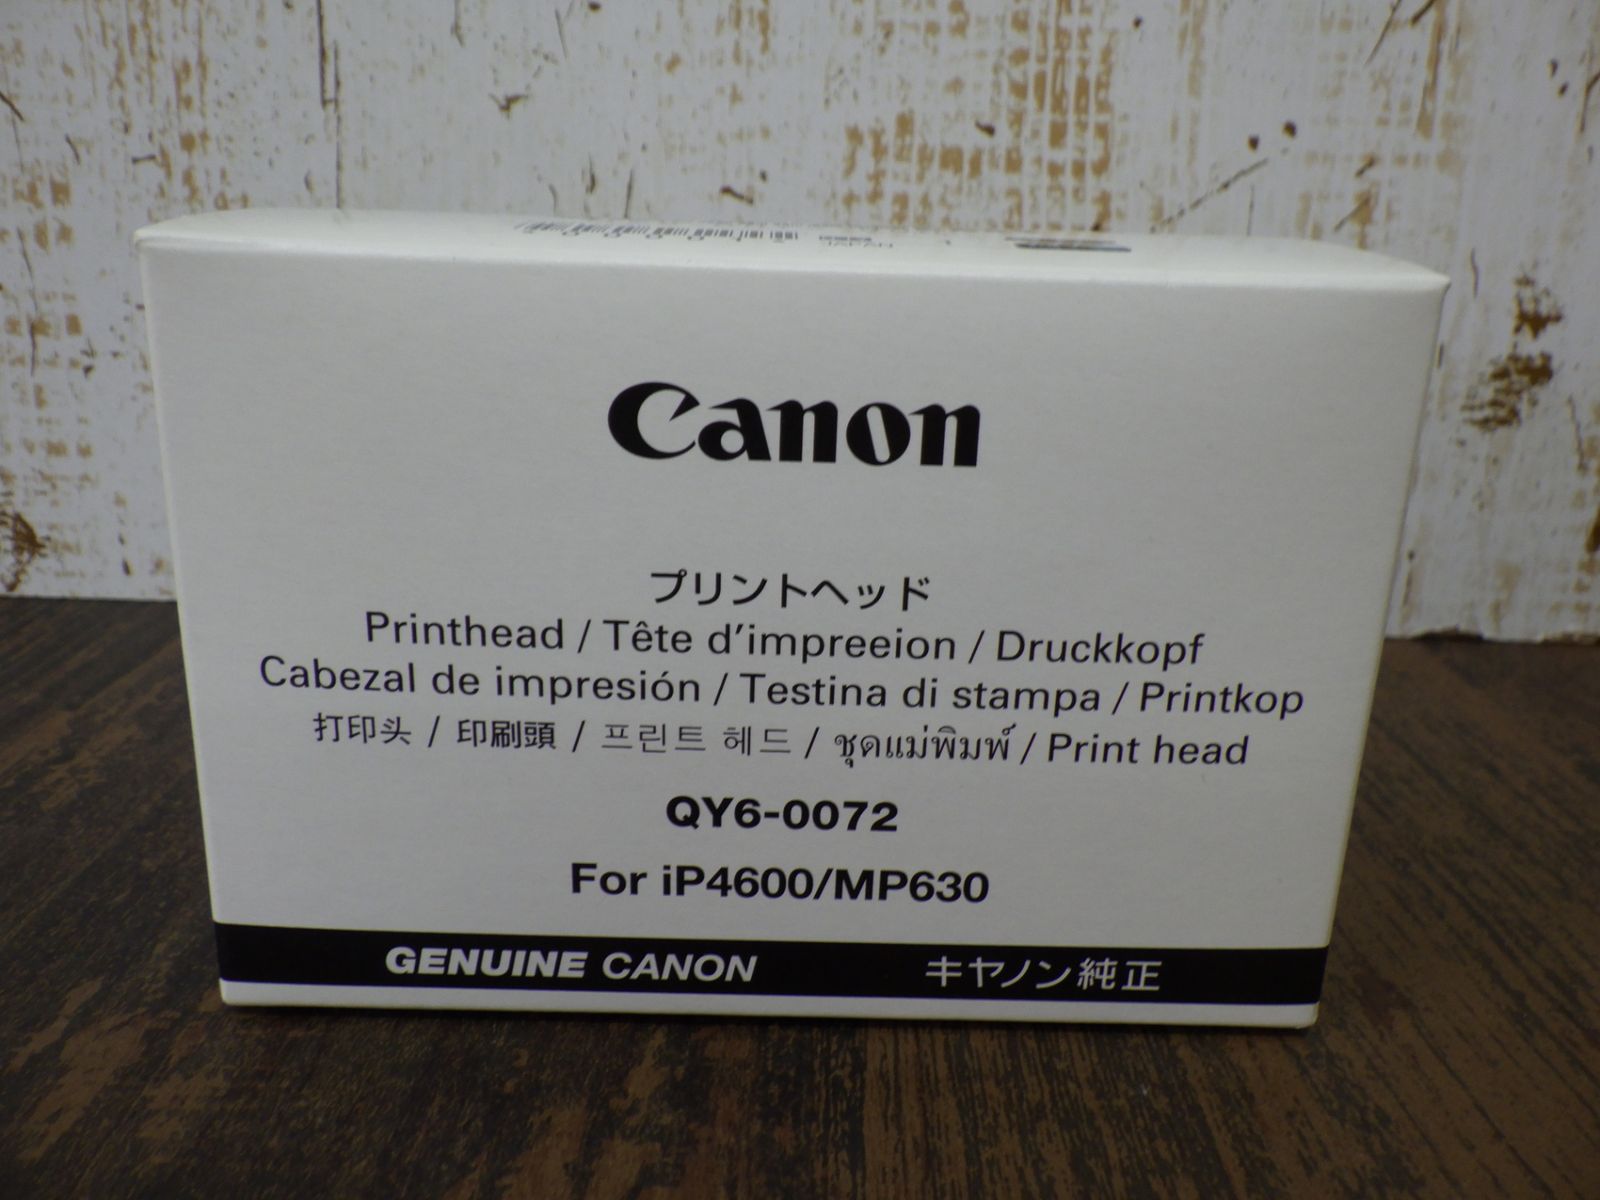 Canon
プリントヘッド
Printhead / Tête d'impreeion / Druckkopf
Cabezal de impresión / Testina di stampa / Printkop
打印头 / 印刷頭 / 프린트 헤드 / ชุดแม่พิมพ์ / Print head
QY6-0072
For iP4600/MP630
GENUINE CANON キヤノン純正